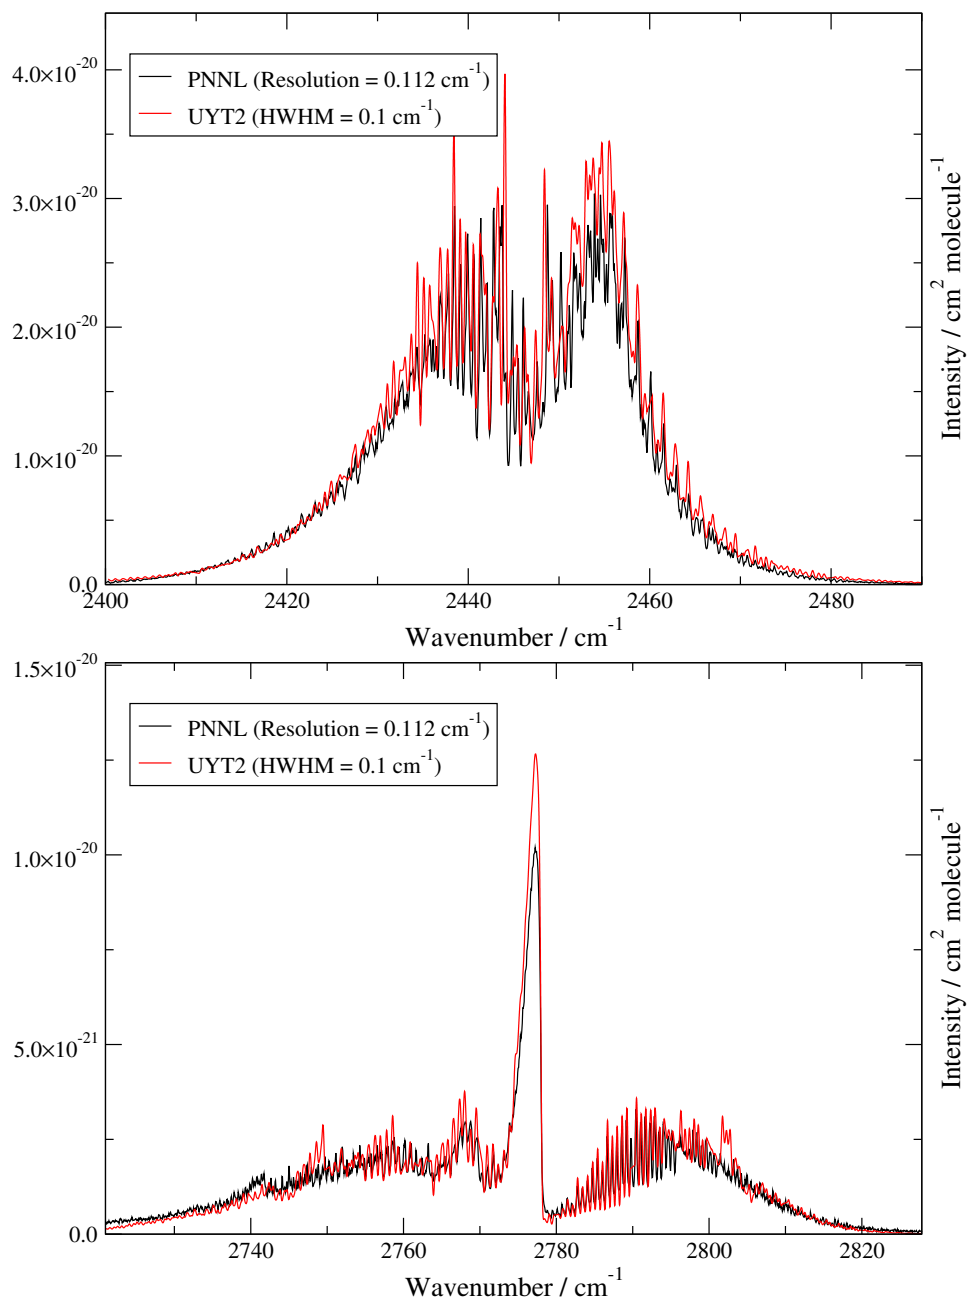 4.0×10⁻²⁰
3.0×10⁻²⁰
2.0×10⁻²⁰
1.0×10⁻²⁰
0.0
PNNL (Resolution = 0.112 cm⁻¹)
UYT2 (HWHM = 0.1 cm⁻¹)
Intensity / cm² molecule⁻¹
2400 2420 2440 2460 2480
Wavenumber / cm⁻¹
1.5×10⁻²⁰
1.0×10⁻²⁰
5.0×10⁻²¹
0.0
PNNL (Resolution = 0.112 cm⁻¹)
UYT2 (HWHM = 0.1 cm⁻¹)
Intensity / cm² molecule⁻¹
2740 2760 2780 2800 2820
Wavenumber / cm⁻¹